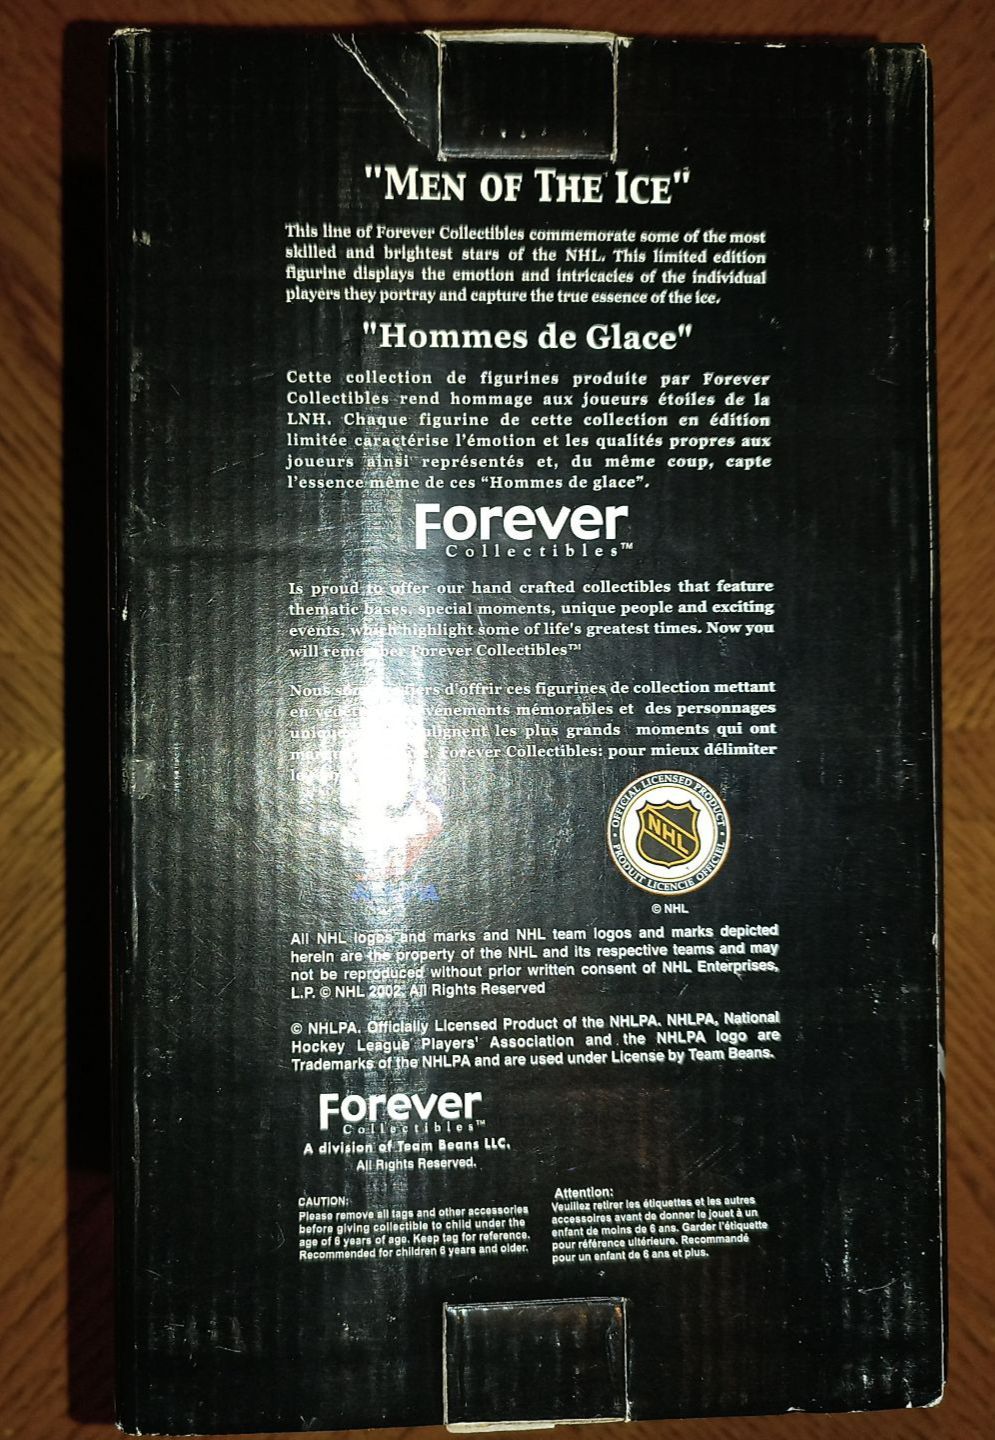 "MEN OF THE ICE"
This line of Forever Collectibles commemorate some of the most
skilled and brightest stars of the NHL. This limited edition
figurine displays the emotion and intricacies of the individual
players they portray and capture the true essence of the ice.
"Hommes de Glace"
Cette collection de figurines produite par Forever
Collectibles rend hommage aux joueurs étoiles de la
LNH. Chaque figurine de cette collection en édition
limitée caractérise l'émotion et les qualités propres aux
joueurs ainsi représentés et, du même coup, capte
l'essence même de ces "Hommes de glace".
Forever
Collectibles™
Is proud to offer our hand crafted collectibles that feature
thematic bases, special moments, unique people and exciting
events, which highlight some of life's greatest times. Now you
will remember Forever Collectibles™
Nous d'offrir ces figurines de collection mettant
en mémorables et des personnages
les plus grands moments qui ont
Forever Collectibles: pour mieux délimiter
OFFICIAL LICENSED PRODUCT
NHL
PRODUIT LICENCIE OFFICIEL
© NHL
All NHL logos and marks and NHL team logos and marks depicted
herein are the property of the NHL and its respective teams and may
not be reproduced without prior written consent of NHL Enterprises,
L.P. © NHL 2002. All Rights Reserved
© NHLPA. Officially Licensed Product of the NHLPA. NHLPA, National
Hockey League Players' Association and the NHLPA logo are
Trademarks of the NHLPA and are used under License by Team Beans.
Forever
Collectibles™
A division of Team Beans LLC.
All Rights Reserved.
CAUTION:
Please remove all tags and other accessories
before giving collectible to child under the
age of 6 years of age. Keep tag for reference.
Recommended for children 6 years and older.
Attention:
Veuillez retirer les étiquettes et les autres
accessoires avant de donner le jouet à un
enfant de moins de 6 ans. Garder l'étiquette
pour référence ultérieure. Recommandé
pour un enfant de 6 ans et plus.